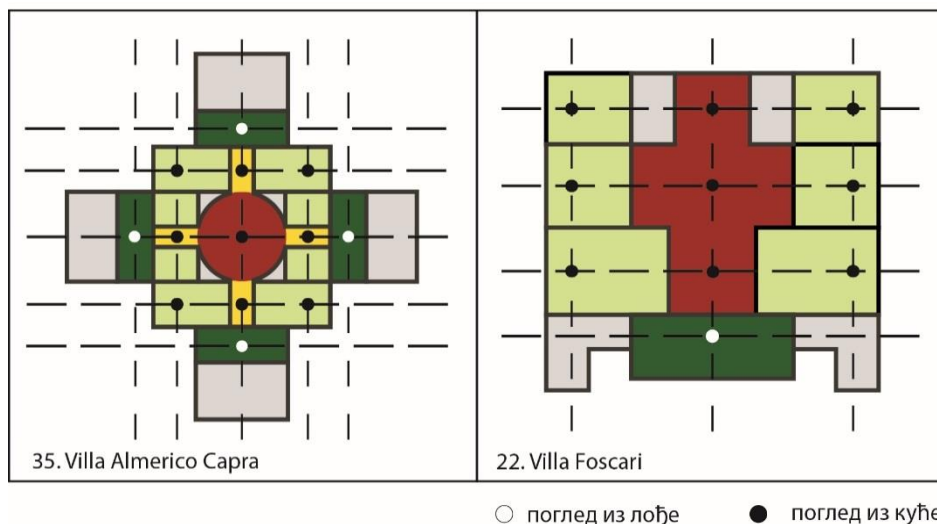 35. Villa Almerico Capra
22. Villa Foscari
поглед из лође
поглед из куће